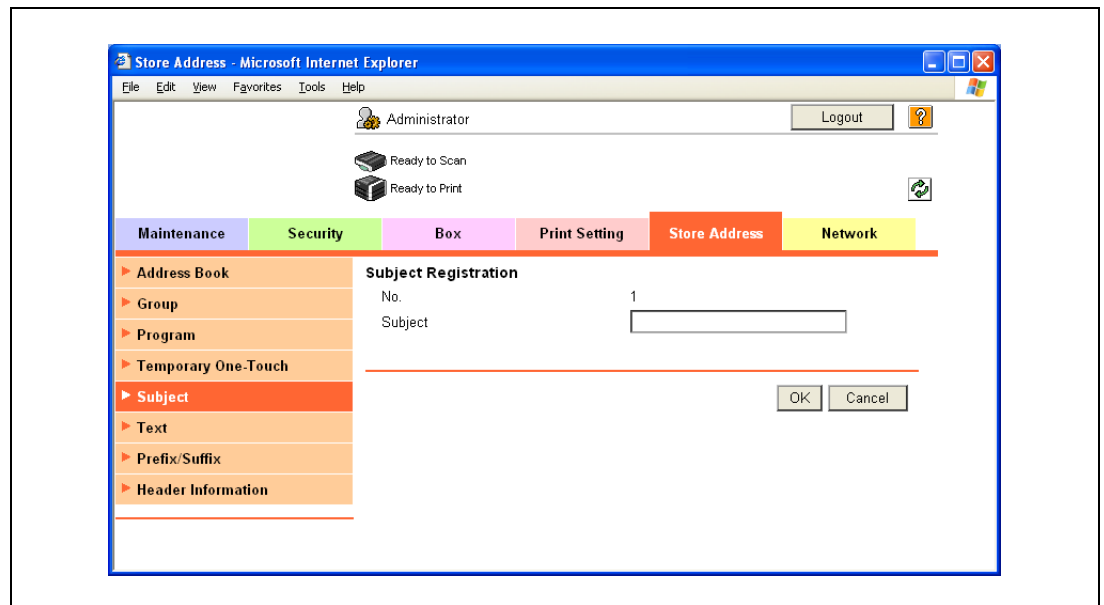 Store Address - Microsoft Internet Explorer
File Edit View Favorites Tools Help
Administrator Logout ?
Ready to Scan
Ready to Print
Maintenance Security Box Print Setting Store Address Network
Address Book
Group
Program
Temporary One-Touch
Subject
Text
Prefix/Suffix
Header Information
Subject Registration
No. 1
Subject
OK Cancel